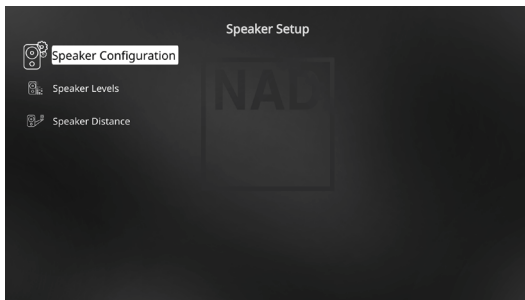 Speaker Setup
Speaker Configuration
Speaker Levels
Speaker Distance
NAD